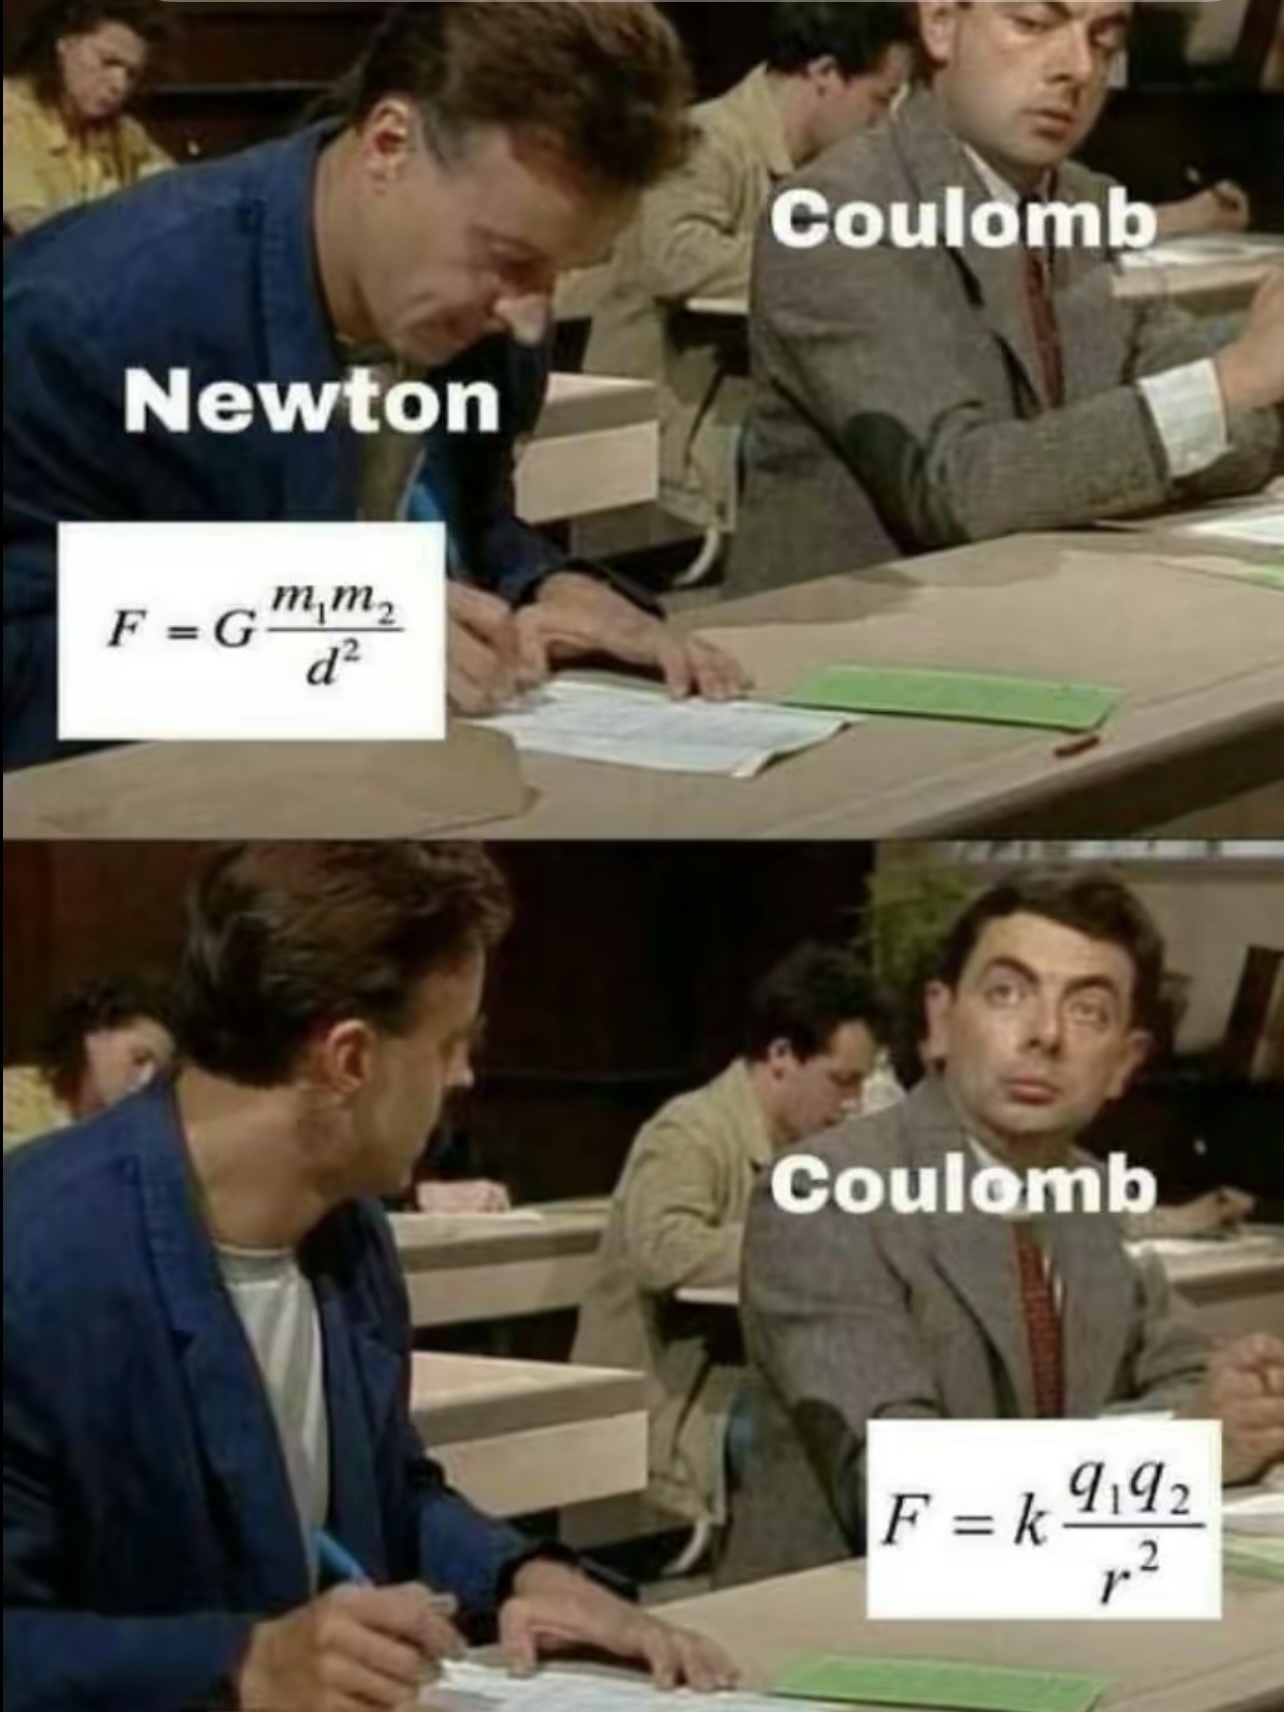 Coulomb
Newton
F = G m₁m₂ / d²
Coulomb
F = k q₁q₂ / r²